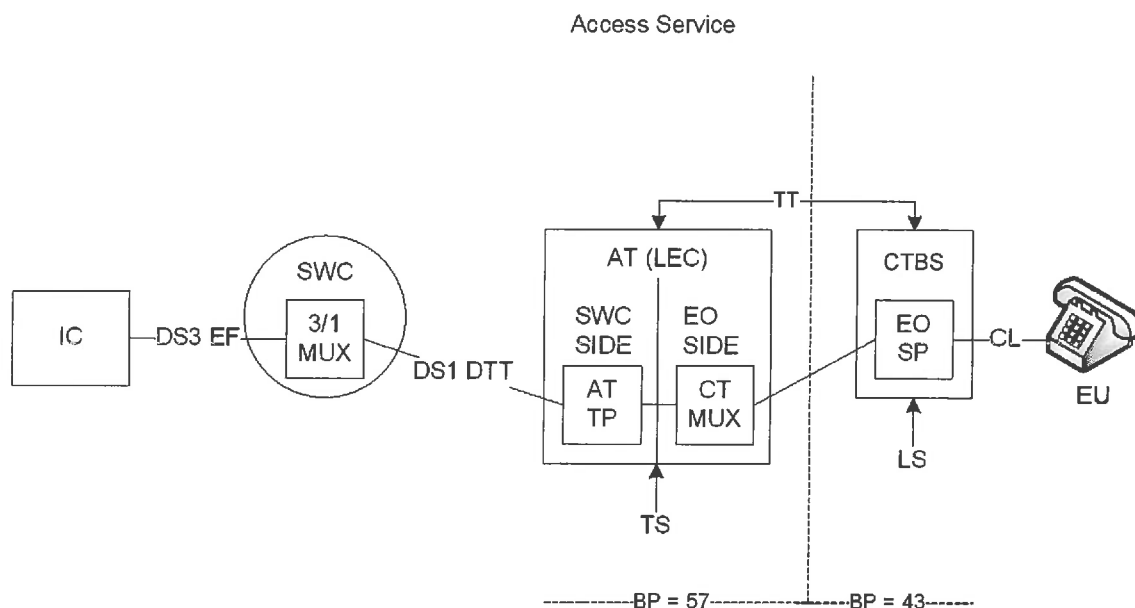 Access Service
TT
AT (LEC)
CTBS
SWC
SWC
SIDE
EO
SIDE
IC
DS3 EF
3/1
MUX
DS1 DTT
AT
TP
CT
MUX
EO
SP
CL
EU
LS
TS
BP = 57
BP = 43